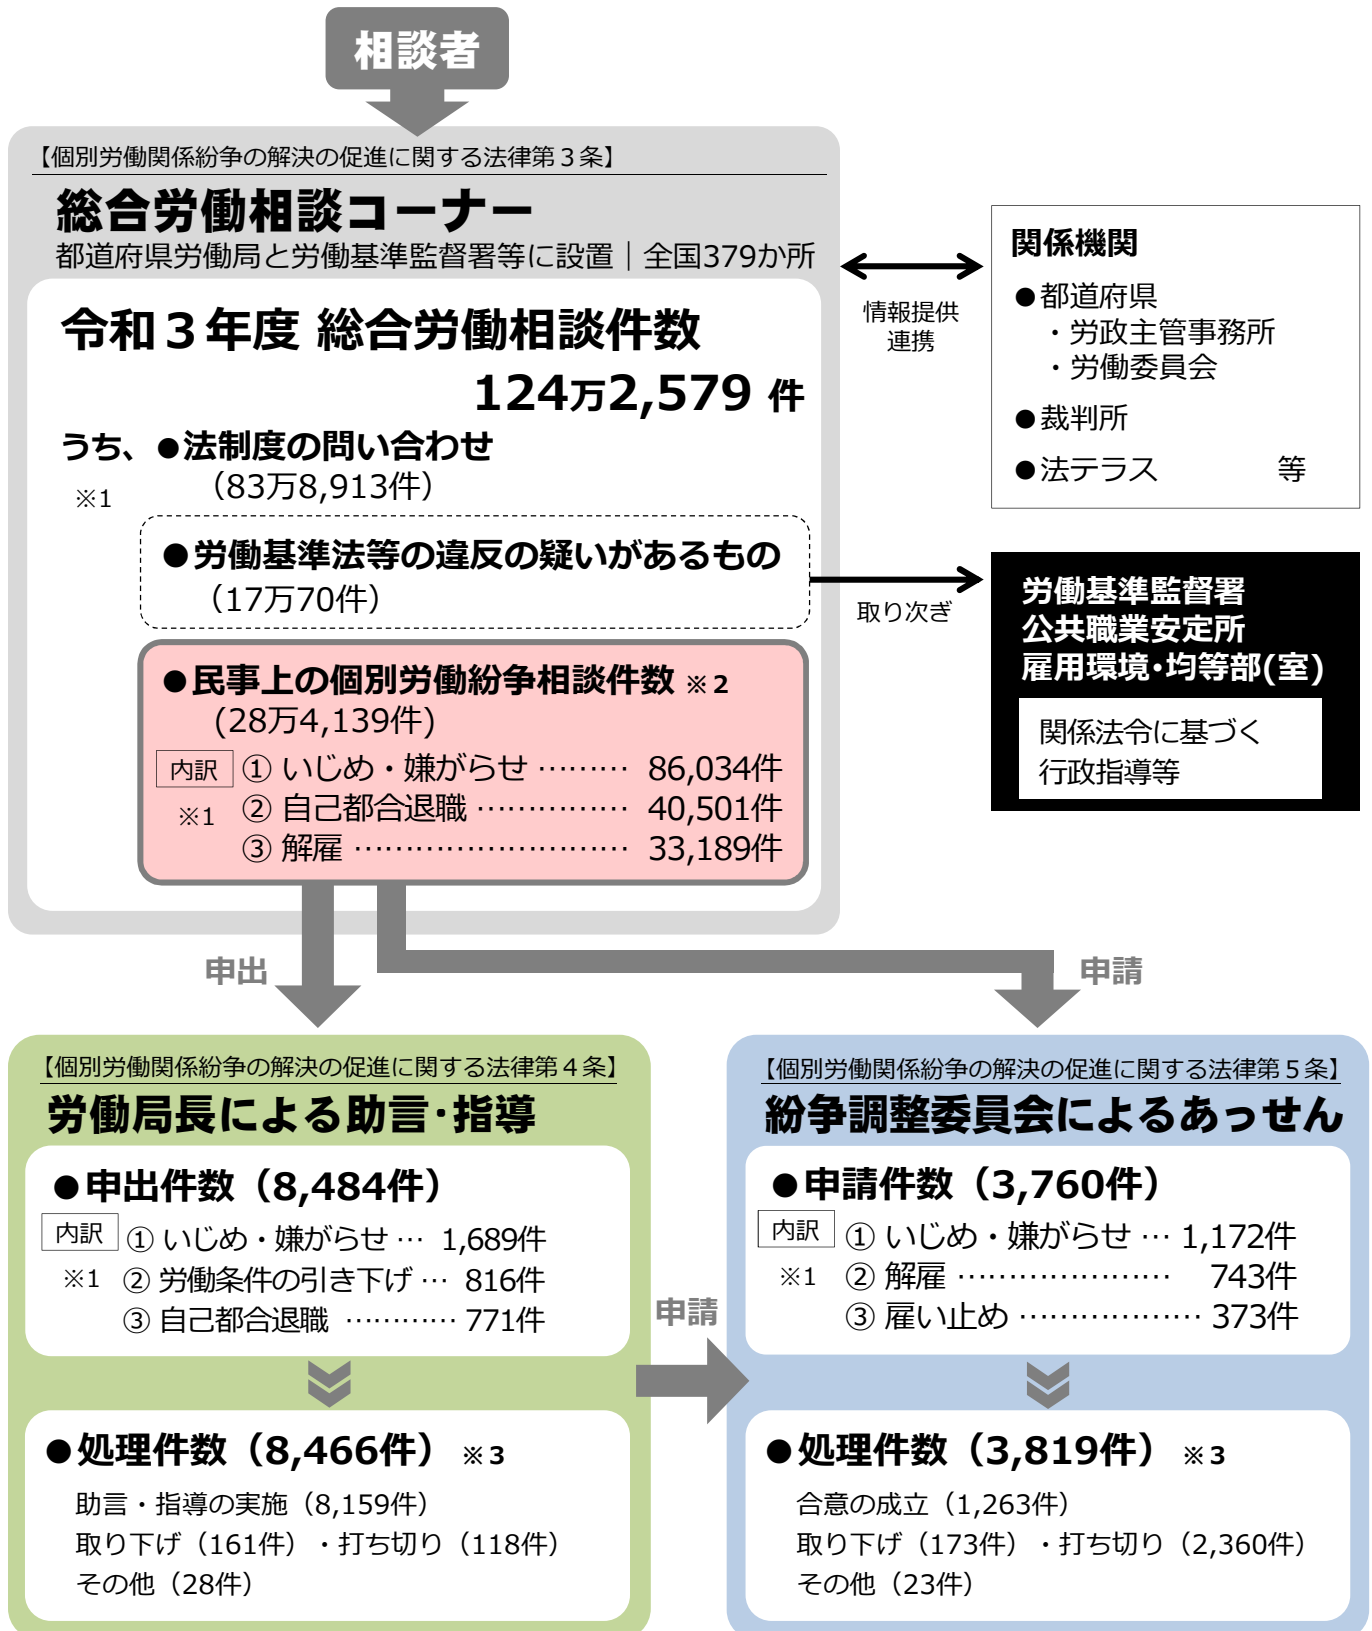 相談者
【個別労働関係紛争の解決の促進に関する法律第３条】
総合労働相談コーナー
都道府県労働局と労働基準監督署等に設置｜全国379か所
令和３年度 総合労働相談件数
124万2,579 件
うち、●法制度の問い合わせ
※1
（83万8,913件）
●労働基準法等の違反の疑いがあるもの
（17万70件）
●民事上の個別労働紛争相談件数 ※２
(28万4,139件)
内訳 ① いじめ・嫌がらせ ……… 86,034件
※1 ② 自己都合退職 …………… 40,501件
③ 解雇 ……………………… 33,189件
情報提供
連携
関係機関
●都道府県
・労政主管事務所
・労働委員会
●裁判所
●法テラス 等
取り次ぎ
労働基準監督署
公共職業安定所
雇用環境・均等部(室)
関係法令に基づく
行政指導等
申出
申請
【個別労働関係紛争の解決の促進に関する法律第４条】
労働局長による助言・指導
●申出件数（8,484件）
内訳 ① いじめ・嫌がらせ … 1,689件
※1 ② 労働条件の引き下げ … 816件
③ 自己都合退職 ………… 771件
●処理件数（8,466件） ※３
助言・指導の実施（8,159件）
取り下げ（161件）・打ち切り（118件）
その他（28件）
申請
【個別労働関係紛争の解決の促進に関する法律第５条】
紛争調整委員会によるあっせん
●申請件数（3,760件）
内訳 ① いじめ・嫌がらせ … 1,172件
※1 ② 解雇 ………………… 743件
③ 雇い止め ……………… 373件
●処理件数（3,819件） ※３
合意の成立（1,263件）
取り下げ（173件）・打ち切り（2,360件）
その他（23件）